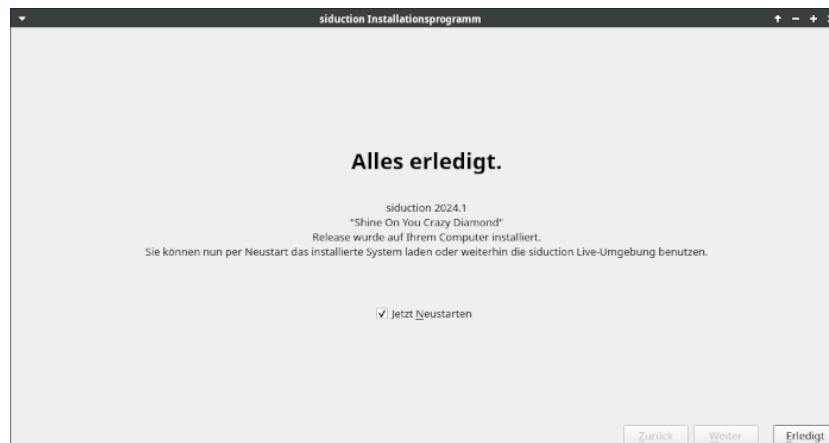 siduction Installationsprogramm
Alles erledigt.
siduction 2024.1
"Shine On You Crazy Diamond"
Release wurde auf Ihrem Computer installiert.
Sie können nun per Neustart das installierte System laden oder weiterhin die siduction Live-Umgebung benutzen.
Jetzt Neustarten
Zurück Weiter Erledigt